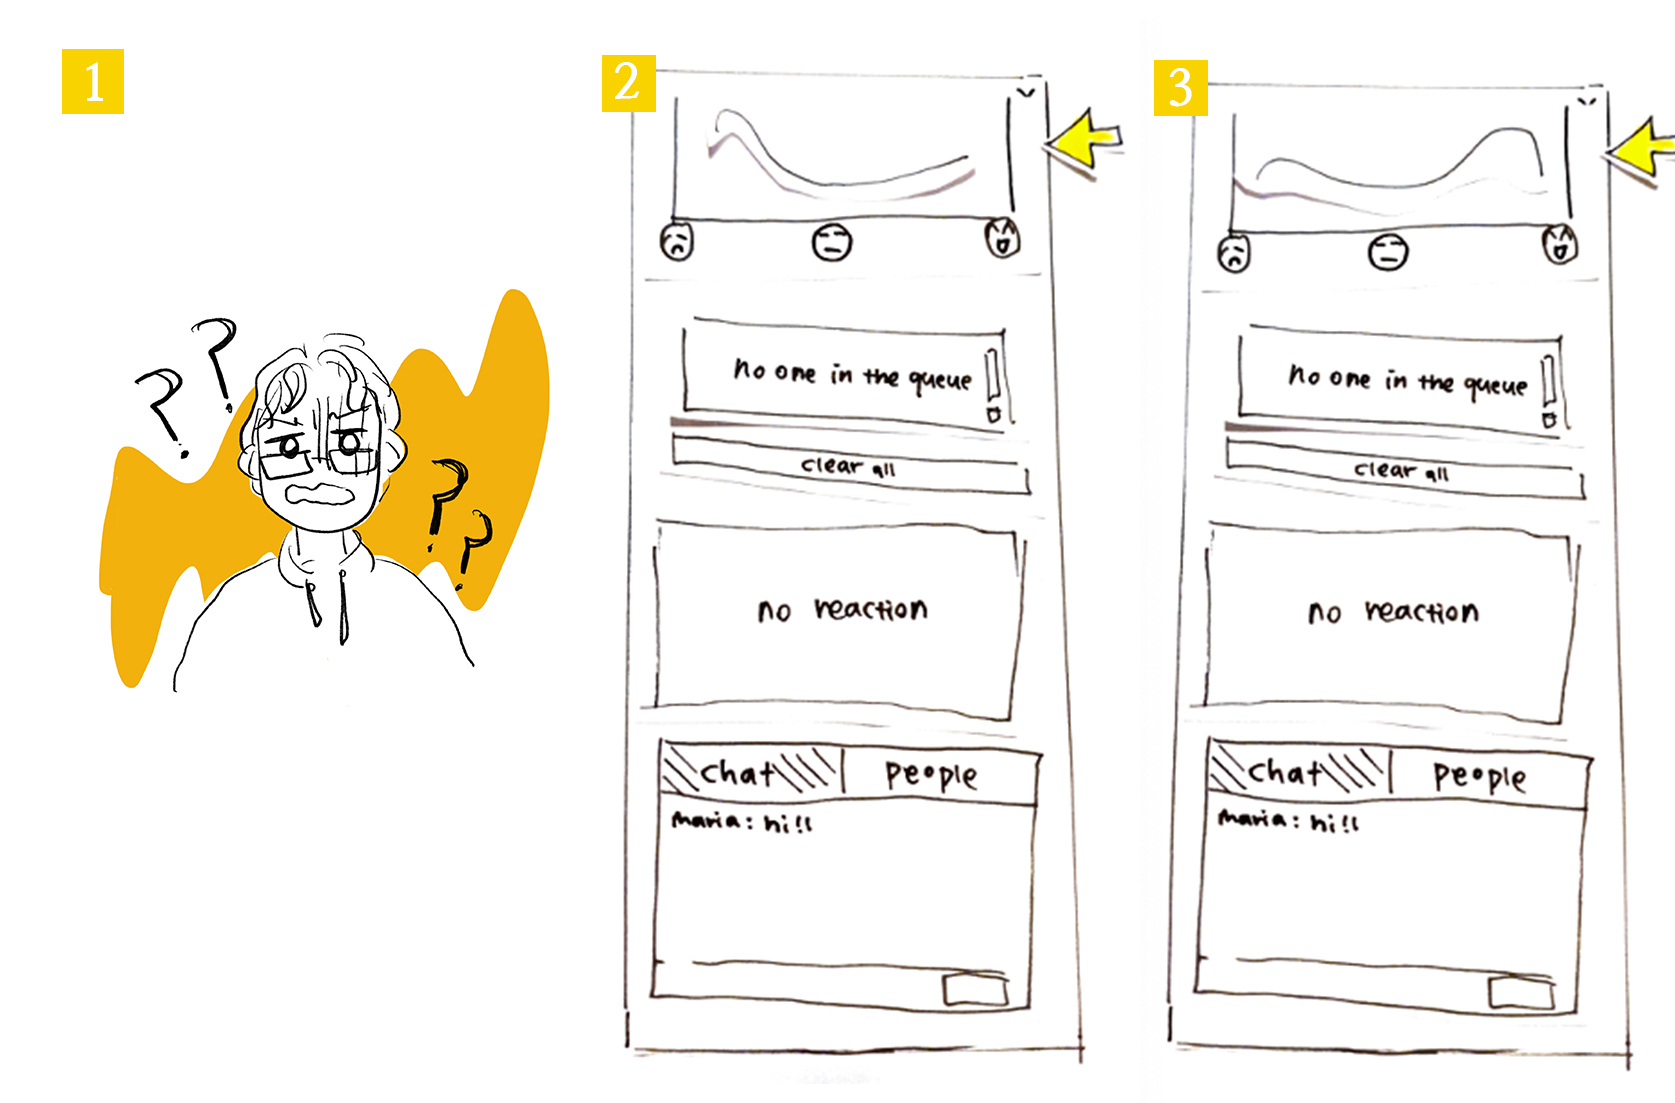 1
? ?
? ?
2
no one in the queue
clear all
no reaction
chat people
maria: hi!!
3
no one in the queue
clear all
no reaction
chat people
maria: hi!!